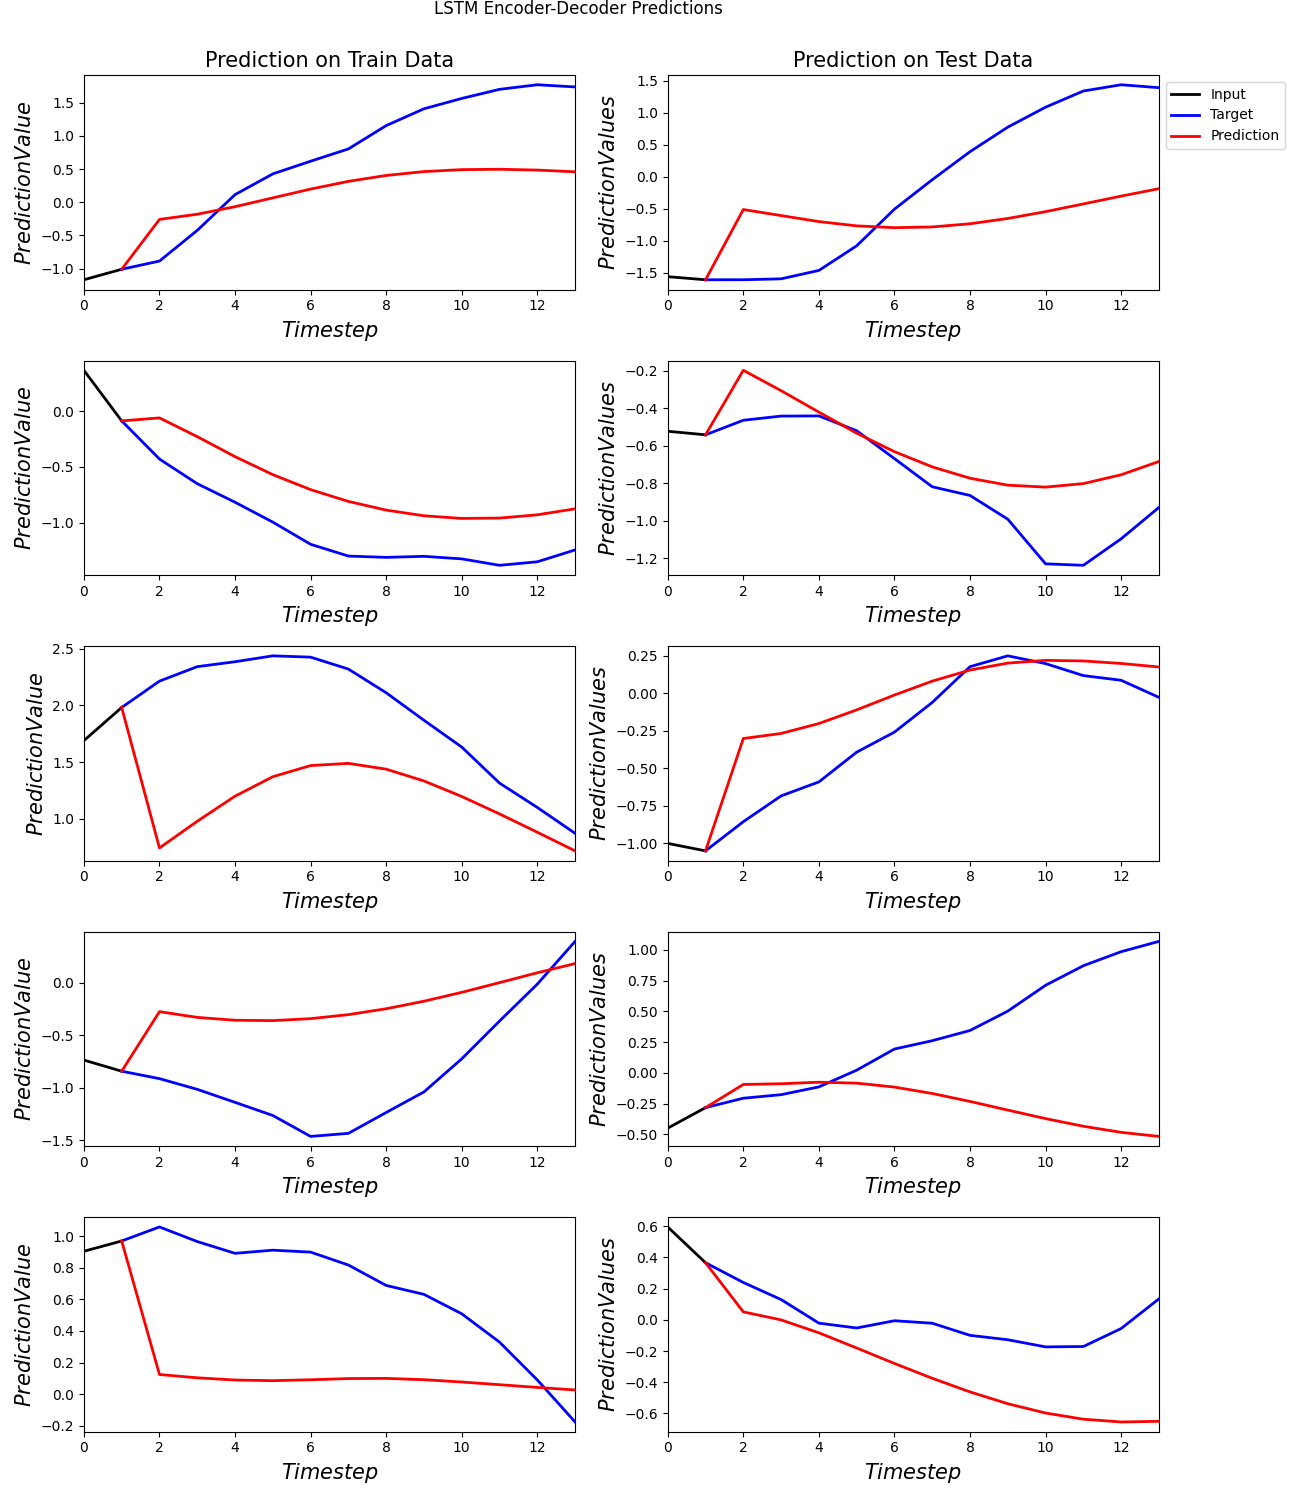 LSTM Encoder-Decoder Predictions
Prediction on Train Data
PredictionValue
1.5
1.0
0.5
0.0
−0.5
−1.0
0 2 4 6 8 10 12
Timestep
Prediction on Test Data
PredictionValues
1.5
1.0
0.5
0.0
−0.5
−1.0
−1.5
0 2 4 6 8 10 12
Timestep
Input
Target
Prediction
PredictionValue
0.0
−0.5
−1.0
0 2 4 6 8 10 12
Timestep
PredictionValues
−0.2
−0.4
−0.6
−0.8
−1.0
−1.2
0 2 4 6 8 10 12
Timestep
PredictionValue
2.5
2.0
1.5
1.0
0 2 4 6 8 10 12
Timestep
PredictionValues
0.25
0.00
−0.25
−0.50
−0.75
−1.00
0 2 4 6 8 10 12
Timestep
PredictionValue
0.0
−0.5
−1.0
−1.5
0 2 4 6 8 10 12
Timestep
PredictionValues
1.00
0.75
0.50
0.25
0.00
−0.25
−0.50
0 2 4 6 8 10 12
Timestep
PredictionValue
1.0
0.8
0.6
0.4
0.2
0.0
−0.2
0 2 4 6 8 10 12
Timestep
PredictionValues
0.6
0.4
0.2
0.0
−0.2
−0.4
−0.6
0 2 4 6 8 10 12
Timestep